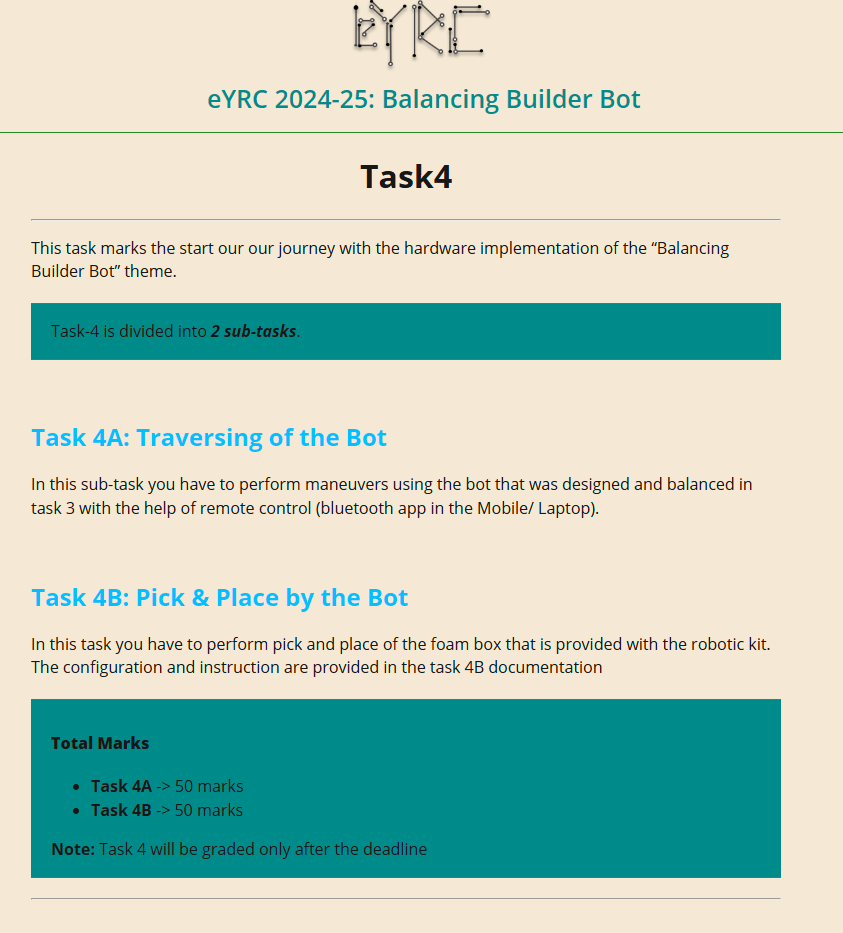 eYRC
eYRC 2024-25: Balancing Builder Bot
Task4
This task marks the start our our journey with the hardware implementation of the “Balancing
Builder Bot” theme.
Task-4 is divided into 2 sub-tasks.
Task 4A: Traversing of the Bot
In this sub-task you have to perform maneuvers using the bot that was designed and balanced in
task 3 with the help of remote control (bluetooth app in the Mobile/ Laptop).
Task 4B: Pick & Place by the Bot
In this task you have to perform pick and place of the foam box that is provided with the robotic kit.
The configuration and instruction are provided in the task 4B documentation
Total Marks
• Task 4A -> 50 marks
• Task 4B -> 50 marks
Note: Task 4 will be graded only after the deadline